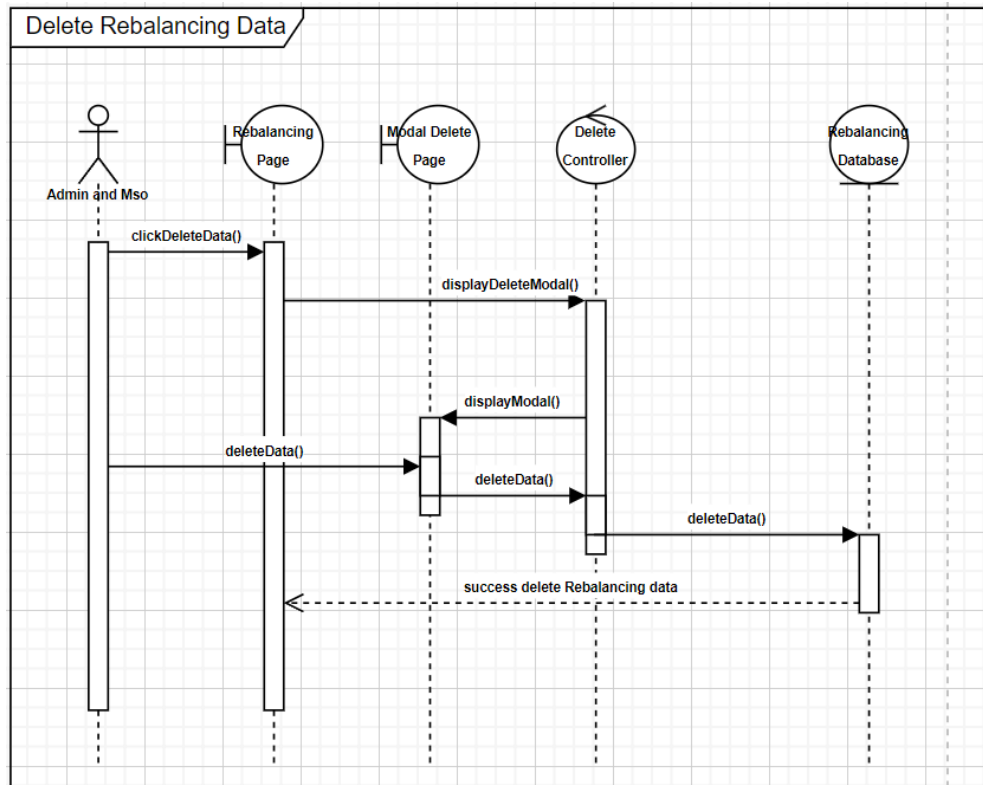 Delete Rebalancing Data
Rebalancing
Page
Modal Delete
Page
Delete
Controller
Rebalancing
Database
Admin and Mso
clickDeleteData()
displayDeleteModal()
displayModal()
deleteData()
deleteData()
deleteData()
success delete Rebalancing data